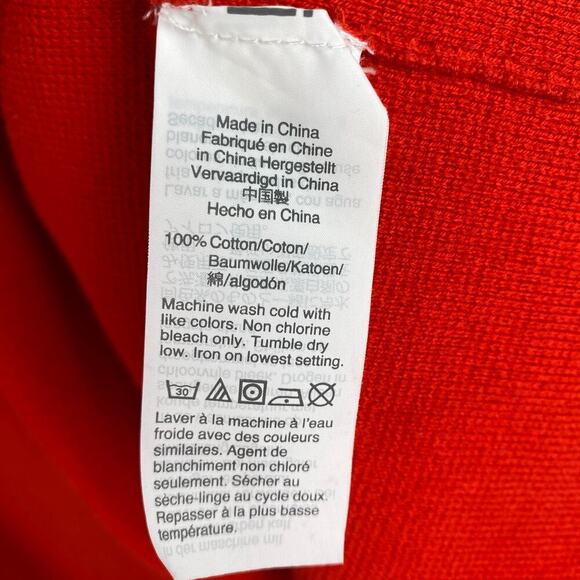 Made in China
Fabriqué en Chine
in China Hergestellt
Vervaardigd in China
中国製
Hecho en China
100% Cotton/Coton/
Baumwolle/Katoen/
綿/algodón
Machine wash cold with
like colors. Non chlorine
bleach only. Tumble dry
low. Iron on lowest setting.
30
Laver à la machine à l'eau
froide avec des couleurs
similaires. Agent de
blanchiment non chloré
seulement. Sécher au
sèche-linge au cycle doux.
Repasser à la plus basse
température.